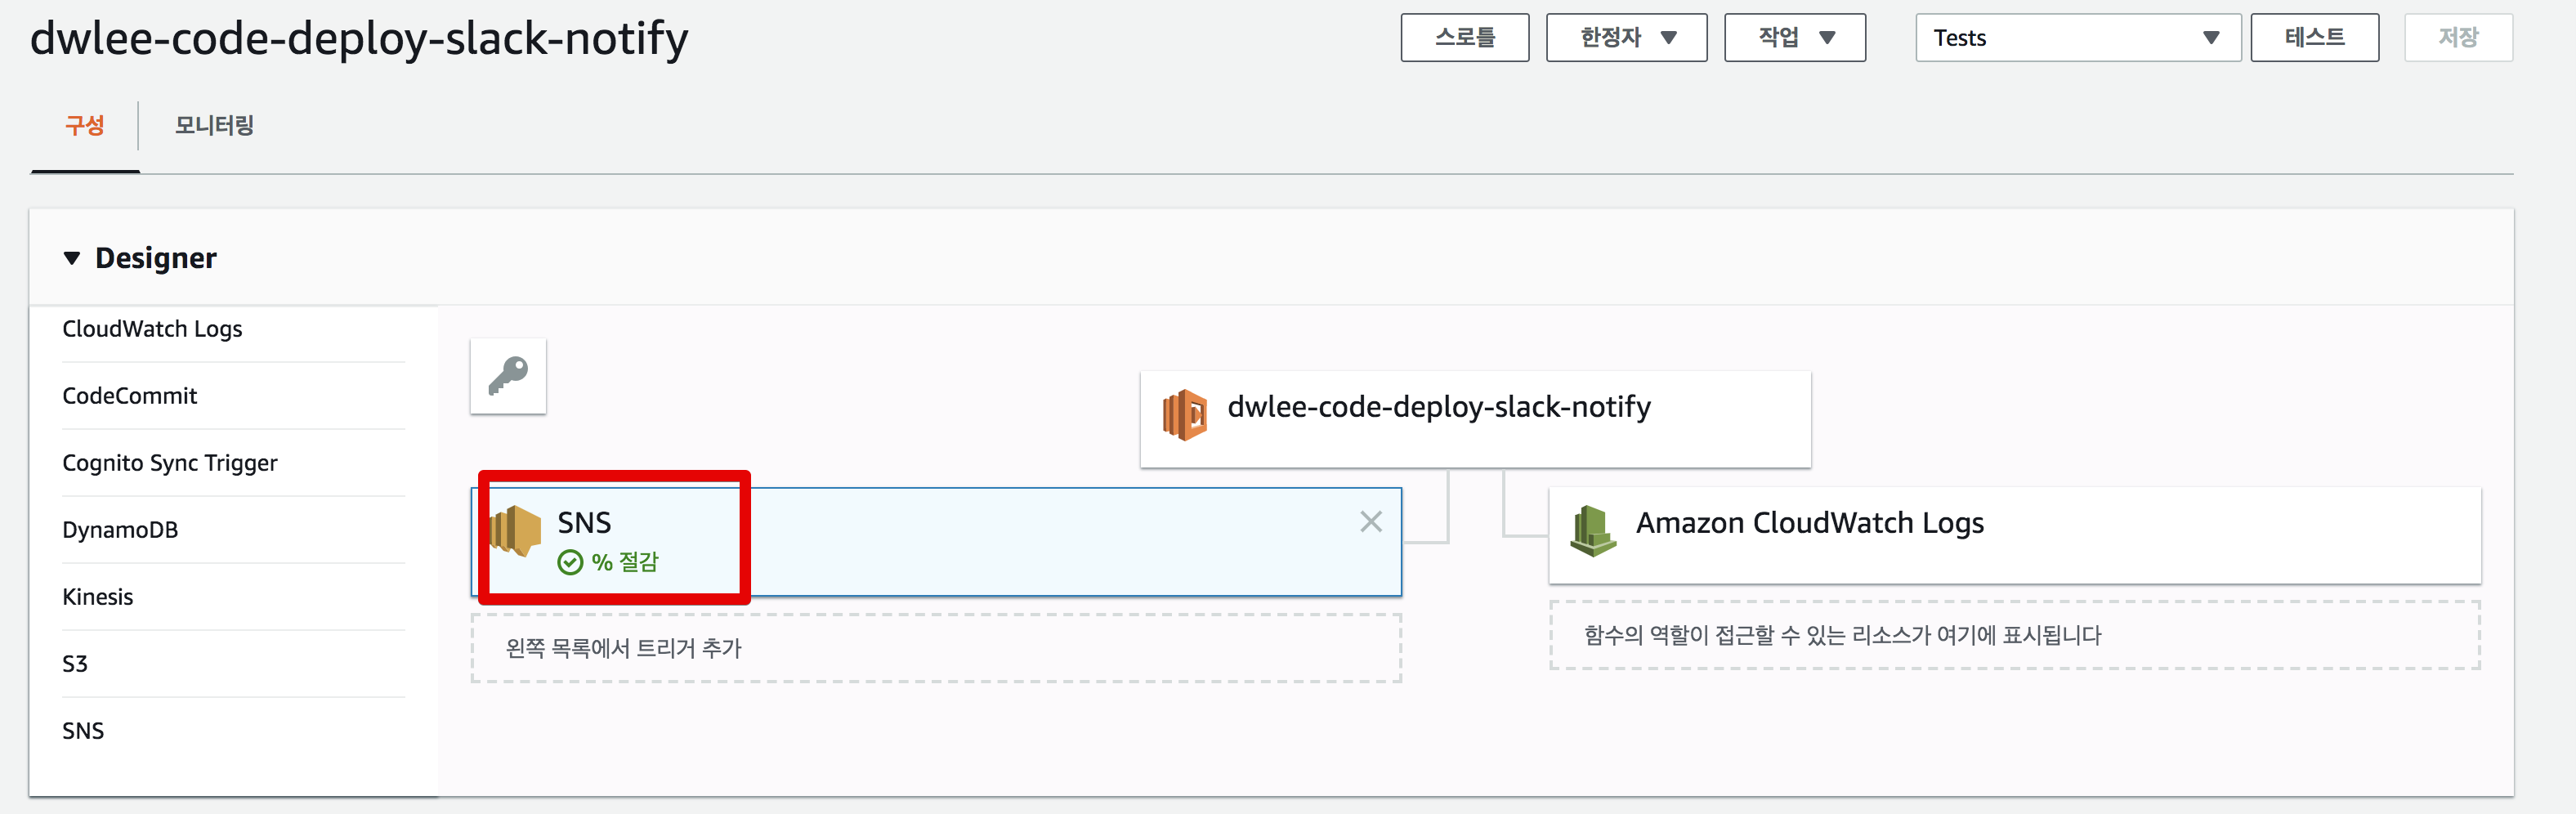 dwlee-code-deploy-slack-notify
스로틀
한정자
작업
Tests
테스트
저장
구성
모니터링
Designer
CloudWatch Logs
CodeCommit
Cognito Sync Trigger
DynamoDB
Kinesis
S3
SNS
dwlee-code-deploy-slack-notify
SNS
% 절감
왼쪽 목록에서 트리거 추가
Amazon CloudWatch Logs
함수의 역할이 접근할 수 있는 리소스가 여기에 표시됩니다